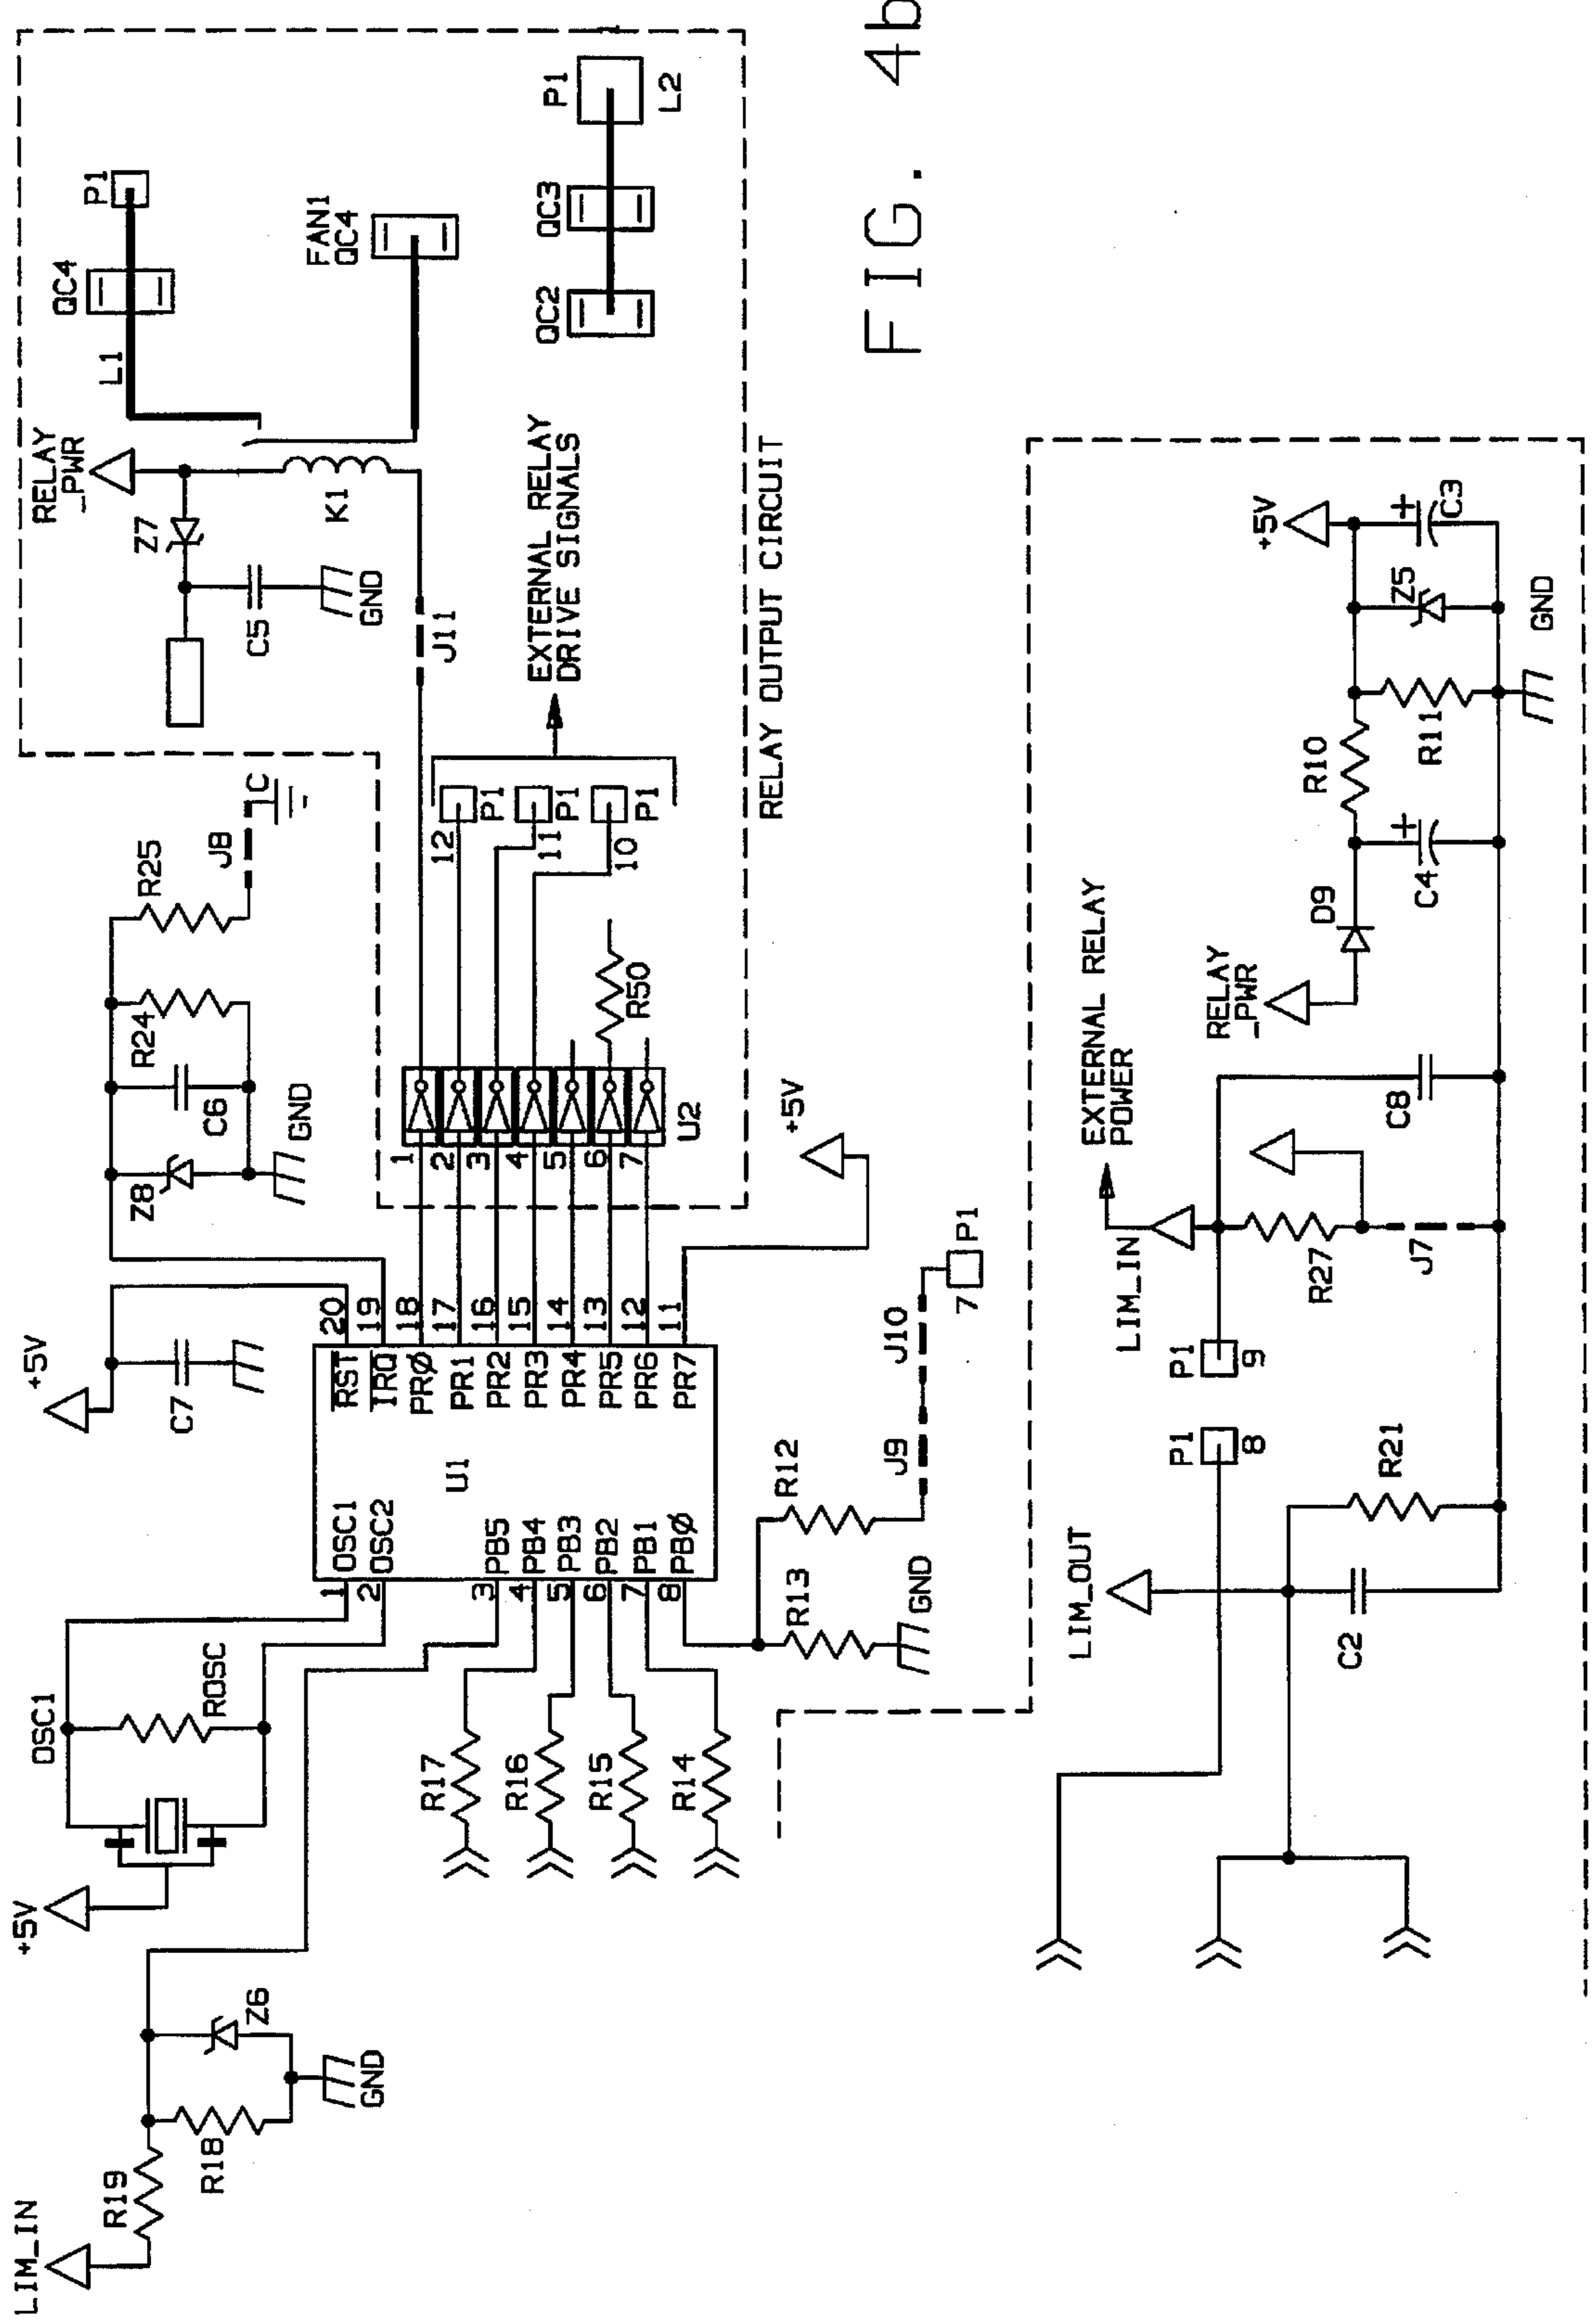 LIM_IN
R19
R18
Z6
GND
+5V
OSC1
ROSC
+5V
C7
Z8
C6
R24
R25
J8
C
GND
1 OSC1
2 OSC2
3 PB5
4 PB4
5 PB3
6 PB2
7 PB1
8 PBØ
U1
RST 20
IRQ 19
PRØ 18
PR1 17
PR2 16
PR3 15
PR4 14
PR5 13
PR6 12
PR7 11
R17
R16
R15
R14
R13
R12
GND
J9
J10
7
P1
+5V
1
2
3
4
5
6
7
U2
R50
12
P1
11
P1
10
P1
EXTERNAL RELAY
DRIVE SIGNALS
J11
C5
GND
Z7
RELAY
_PWR
K1
L1
QC4
P1
FAN1
QC4
QC2
QC3
P1
L2
RELAY OUTPUT CIRCUIT
FIG. 4b
LIM_OUT
C2
R21
P1
8
P1
9
LIM_IN
EXTERNAL RELAY
POWER
R27
J7
C8
RELAY
_PWR
D9
C4
R10
R11
Z5
+5V
C3
GND